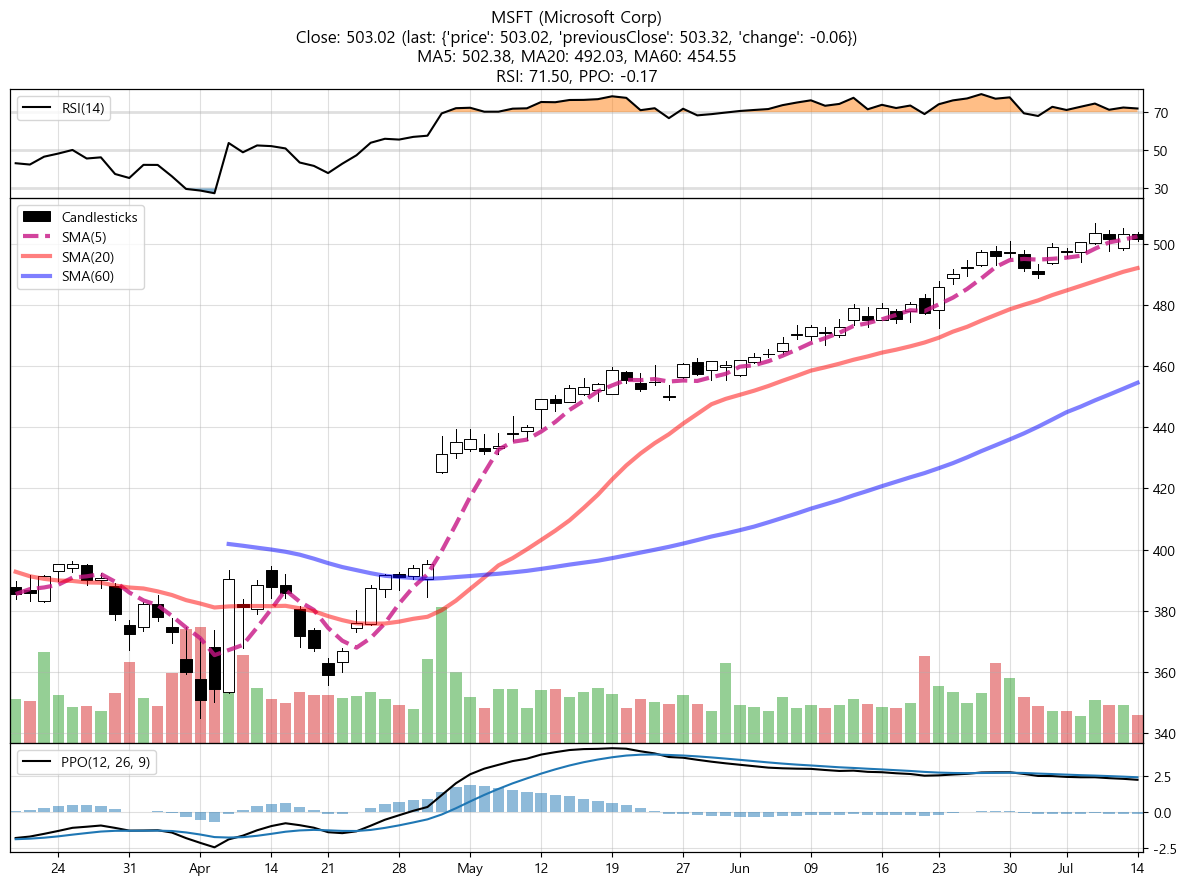 MSFT (Microsoft Corp)
Close: 503.02 (last: {'price': 503.02, 'previousClose': 503.32, 'change': -0.06})
MA5: 502.38, MA20: 492.03, MA60: 454.55
RSI: 71.50, PPO: -0.17
RSI(14)
70
50
30
Candlesticks
SMA(5)
SMA(20)
SMA(60)
500
480
460
440
420
400
380
360
340
PPO(12, 26, 9)
2.5
0.0
-2.5
24 31 Apr 14 21 28 May 12 19 27 Jun 09 16 23 30 Jul 14